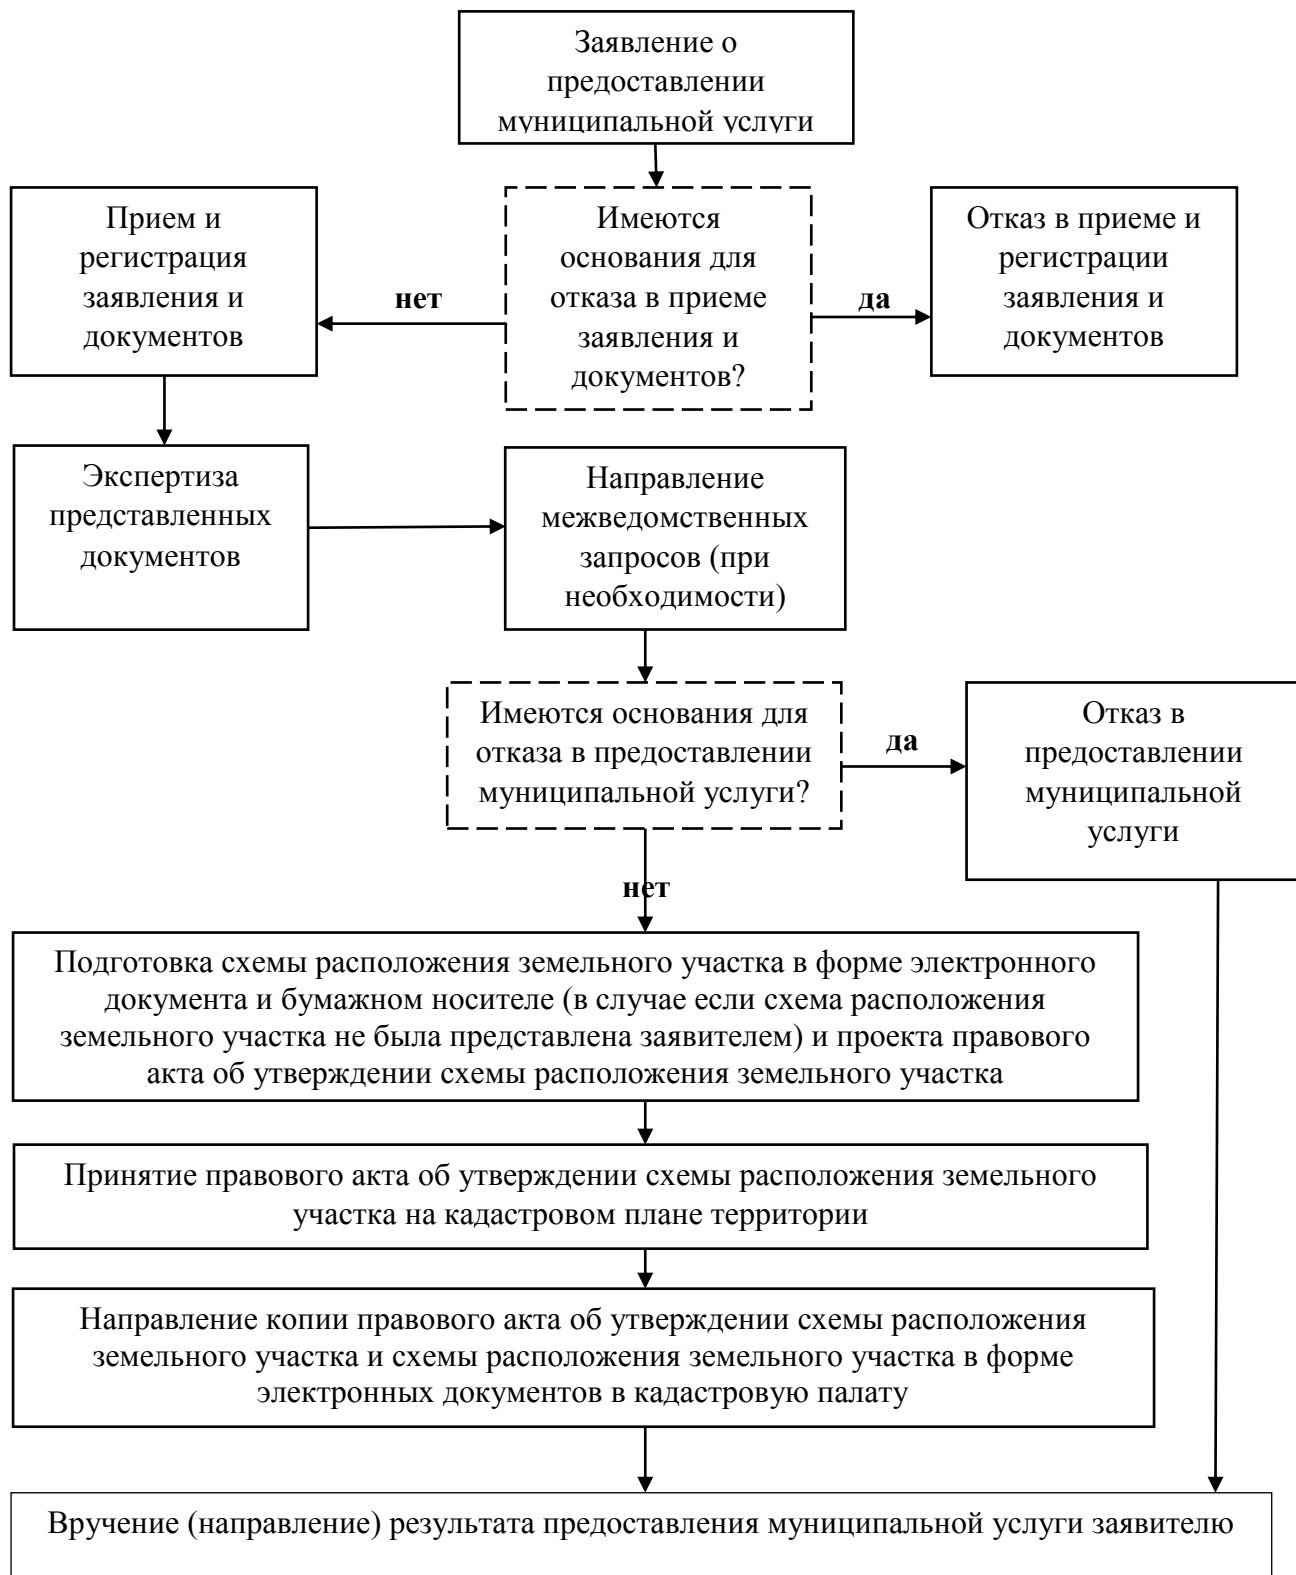 Заявление о
предоставлении
муниципальной услуги
Прием и
регистрация
заявления и
документов
нет
Имеются
основания для
отказа в приеме
заявления и
документов?
да
Отказ в приеме и
регистрации
заявления и
документов
Экспертиза
представленных
документов
Направление
межведомственных
запросов (при
необходимости)
Имеются основания для
отказа в предоставлении
муниципальной услуги?
да
Отказ в
предоставлении
муниципальной
услуги
нет
Подготовка схемы расположения земельного участка в форме электронного
документа и бумажном носителе (в случае если схема расположения
земельного участка не была представлена заявителем) и проекта правового
акта об утверждении схемы расположения земельного участка
Принятие правового акта об утверждении схемы расположения земельного
участка на кадастровом плане территории
Направление копии правового акта об утверждении схемы расположения
земельного участка и схемы расположения земельного участка в форме
электронных документов в кадастровую палату
Вручение (направление) результата предоставления муниципальной услуги заявителю